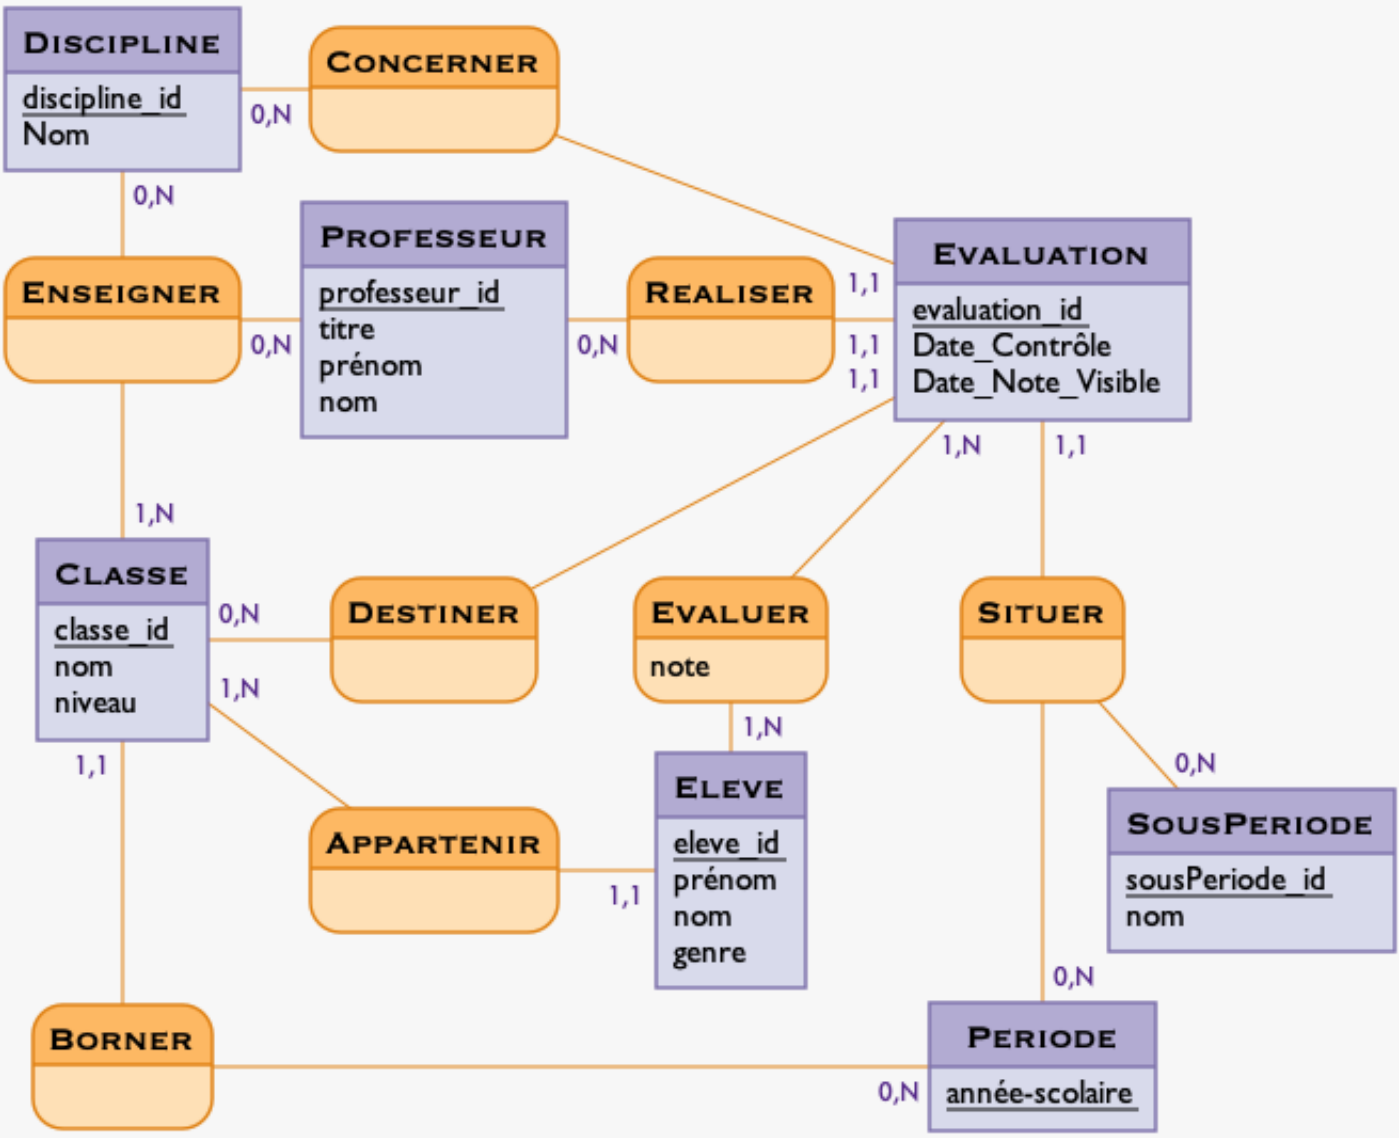 DISCIPLINE
discipline_id
Nom
0,N
0,N
CONCERNER
PROFESSEUR
professeur_id
titre
prénom
nom
0,N
0,N
ENSEIGNER
REALISER
EVALUATION
evaluation_id
Date_Contrôle
Date_Note_Visible
1,1
1,1
1,1
1,N
1,1
1,N
CLASSE
classe_id
nom
niveau
0,N
1,N
1,1
DESTINER
EVALUER
note
1,N
SITUER
0,N
APPARTENIR
1,1
ELEVE
eleve_id
prénom
nom
genre
SOUSPERIODE
sousPeriode_id
nom
0,N
BORNER
0,N
PERIODE
année-scolaire